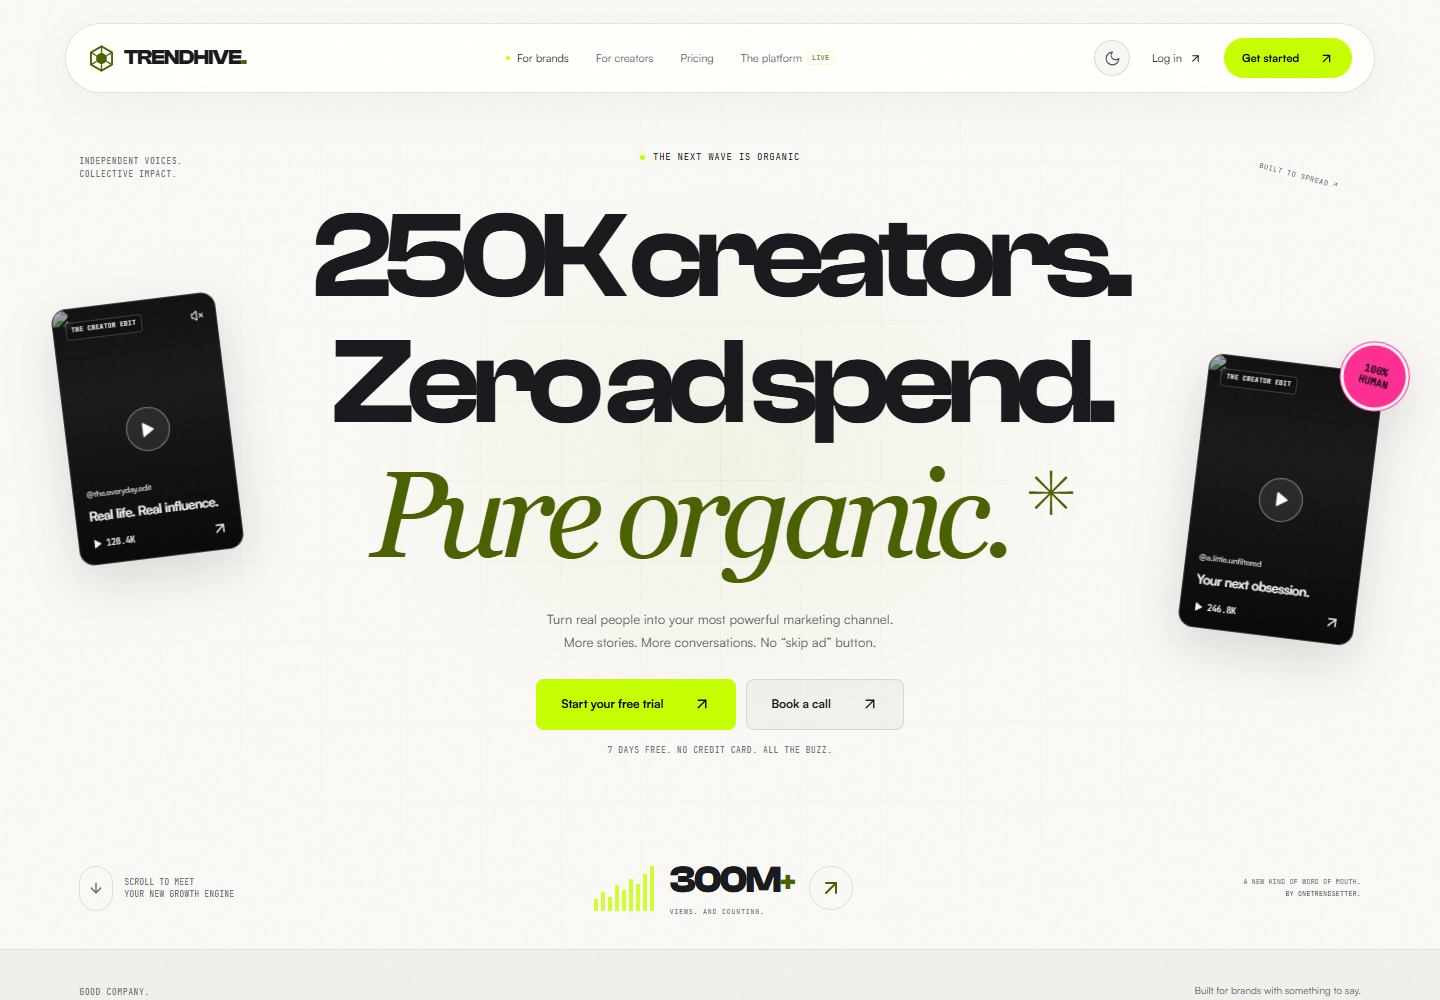 TRENDHIVE.
For brands
For creators
Pricing
The platform LIVE
Log in
Get started
INDEPENDENT VOICES.
COLLECTIVE IMPACT.
THE NEXT WAVE IS ORGANIC
BUILT TO SPREAD ↗
250K creators.
Zero ad spend.
Pure organic.
THE CREATOR EDIT
@the.everyday.edit
Real life. Real influence.
128.4K
100%
HUMAN
THE CREATOR EDIT
@a.little.unfiltered
Your next obsession.
246.8K
Turn real people into your most powerful marketing channel.
More stories. More conversations. No “skip ad” button.
Start your free trial
Book a call
7 DAYS FREE. NO CREDIT CARD. ALL THE BUZZ.
SCROLL TO MEET
YOUR NEW GROWTH ENGINE
300M+
VIEWS. AND COUNTING.
A NEW KIND OF WORD OF MOUTH.
BY ONETRENDSETTER.
GOOD COMPANY.
Built for brands with something to say.